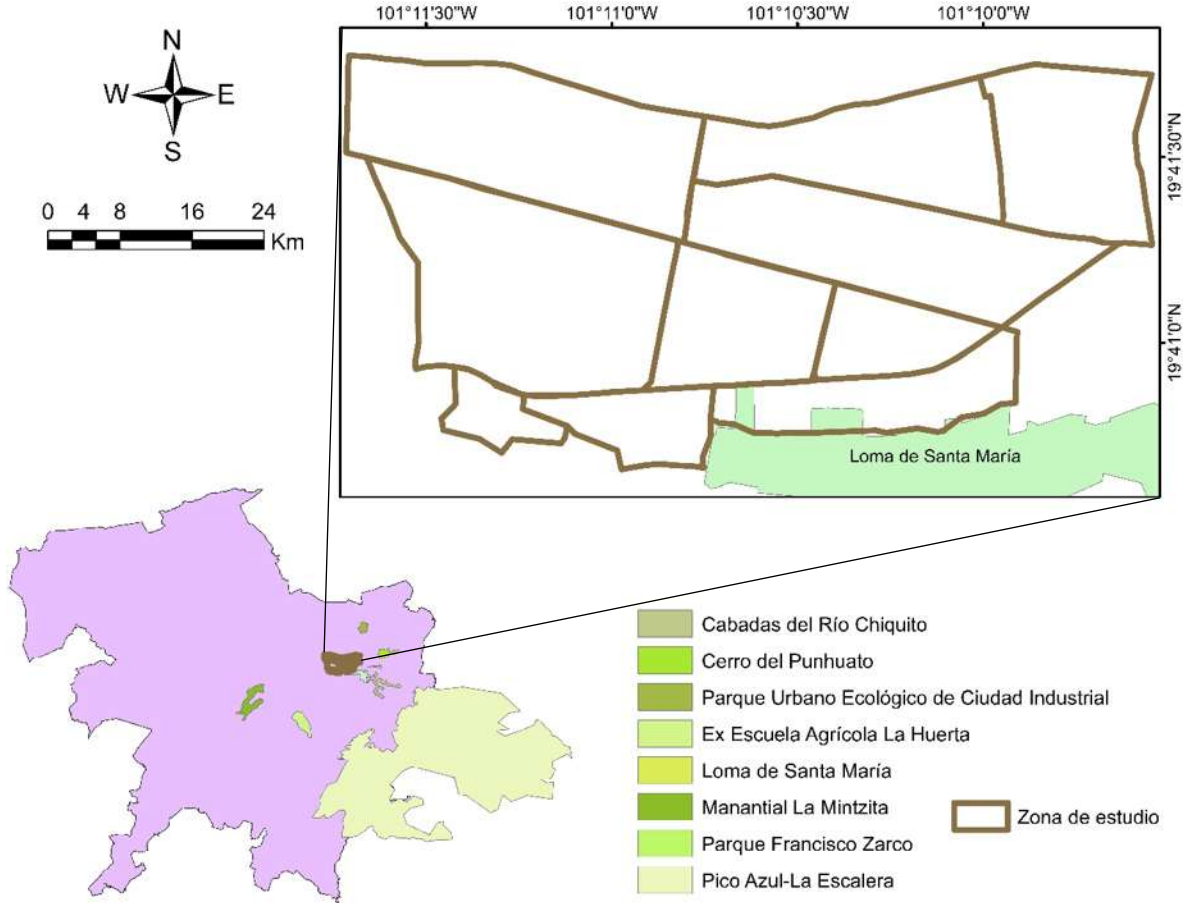 101°11'30"W 101°11'0"W 101°10'30"W 101°10'0"W
N
W E
S
0 4 8 16 24
Km
19°41'30"N
19°41'0"N
Loma de Santa María
Cabadas del Río Chiquito
Cerro del Punhuato
Parque Urbano Ecológico de Ciudad Industrial
Ex Escuela Agrícola La Huerta
Loma de Santa María
Manantial La Mintzita
Zona de estudio
Parque Francisco Zarco
Pico Azul-La Escalera